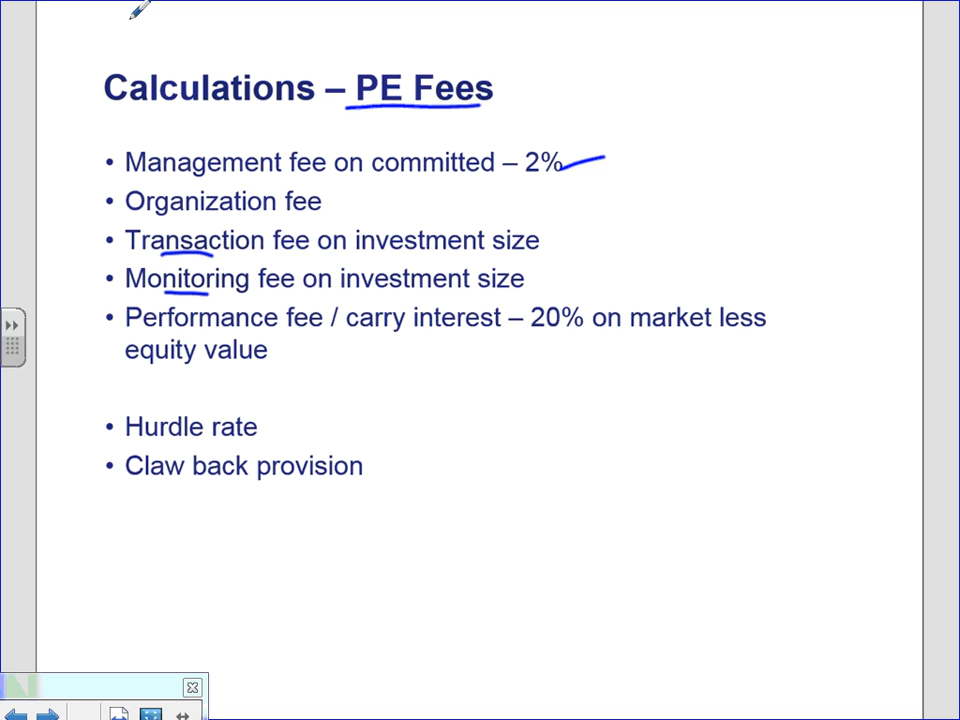 Calculations – PE Fees
• Management fee on committed – 2%
• Organization fee
• Transaction fee on investment size
• Monitoring fee on investment size
• Performance fee / carry interest – 20% on market less
equity value
• Hurdle rate
• Claw back provision